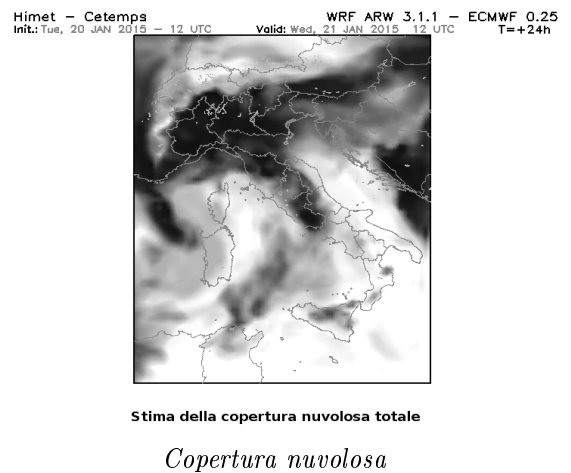 Himet – Cetemps WRF ARW 3.1.1 – ECMWF 0.25
Init.: Tue, 20 JAN 2015 – 12 UTC Valid: Wed, 21 JAN 2015 12 UTC T=+24h
Stima della copertura nuvolosa totale
Copertura nuvolosa